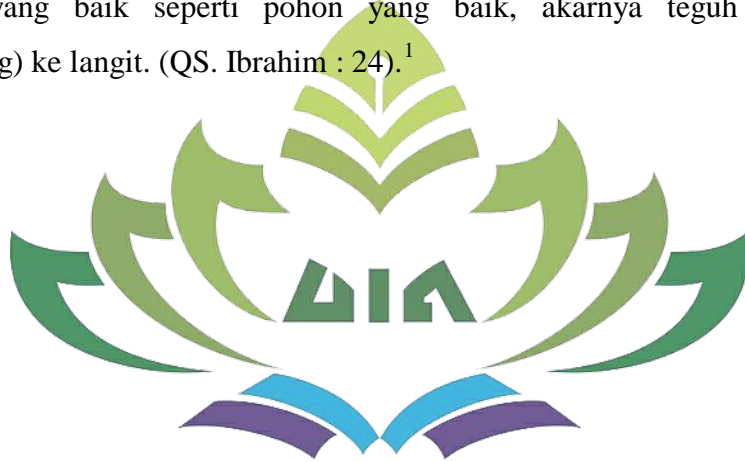 yang baik seperti pohon yang baik, akarnya teguh
g) ke langit. (QS. Ibrahim : 24).1
UIN